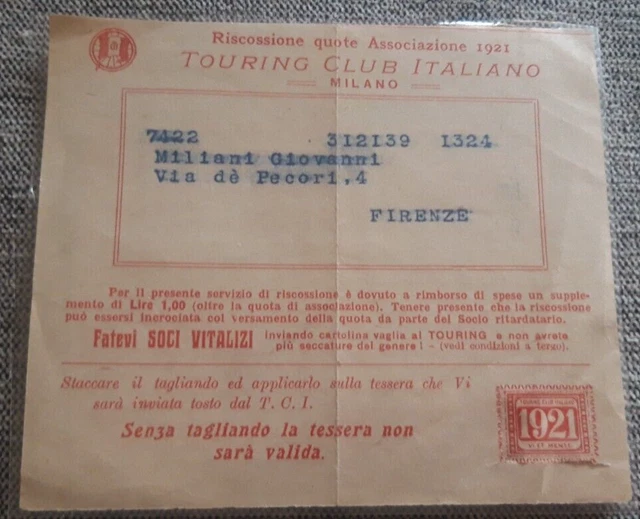 Riscossione quote Associazione 1921
TOURING CLUB ITALIANO
MILANO
7422 312139 1324
Miliani Giovanni
Via dè Pecori,4
FIRENZE
Per il presente servizio di riscossione è dovuto a rimborso di spese un supple-
mento di Lire 1,00 (oltre la quota di associazione). Tenere presente che la riscossione
può essersi incrociata col versamento della quota da parte del Socio ritardatario.
Fatevi SOCI VITALIZI inviando cartolina vaglia al TOURING e non avrete
più seccature del genere! - (vedi condizioni a tergo).
Staccare il tagliando ed applicarlo sulla tessera che Vi
sarà inviata tosto dal T. C. I.
Senza tagliando la tessera non
sarà valida.
TOURING CLUB ITALIANO
1921